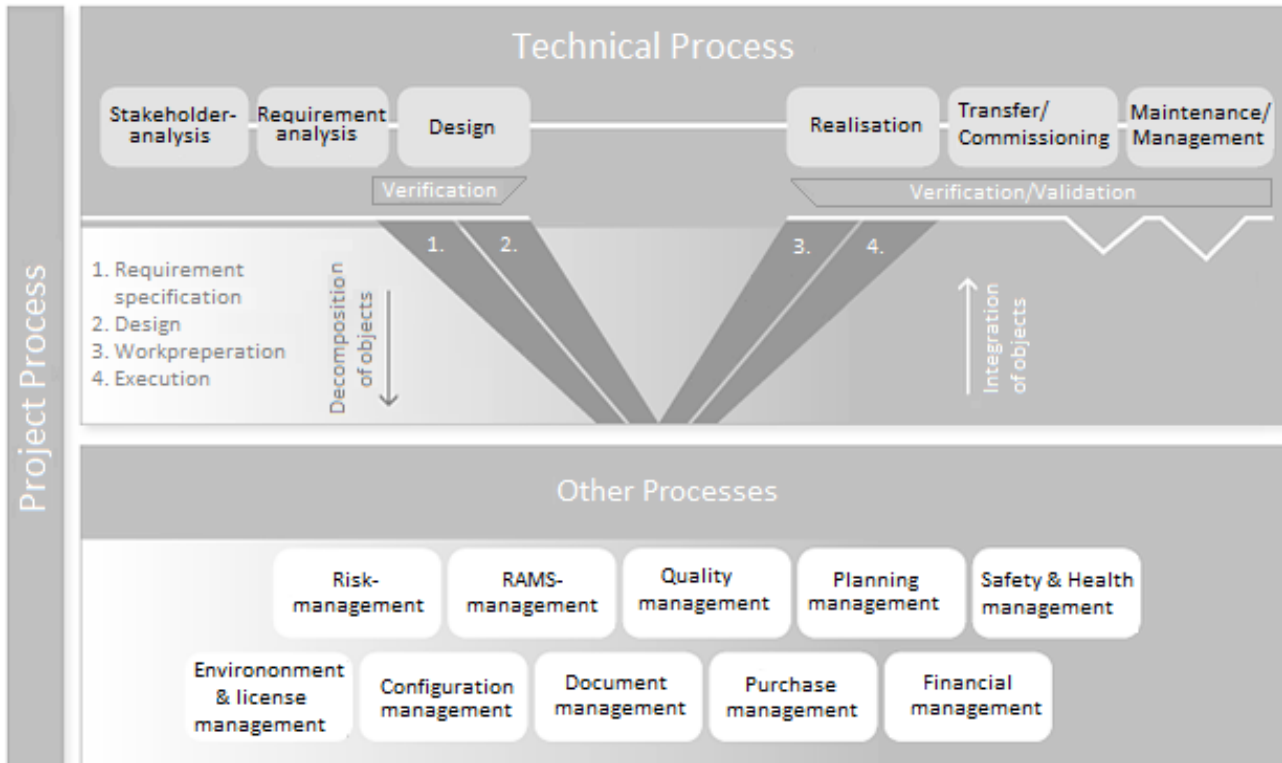 Project Process
Technical Process
Stakeholder-
analysis
Requirement
analysis
Design
Realisation
Transfer/
Commissioning
Maintenance/
Management
Verification
Verification/Validation
1.
2.
3.
4.
1. Requirement
specification
2. Design
3. Workpreperation
4. Execution
Decomposition
of objects
Integration
of objects
Other Processes
Risk-
management
RAMS-
management
Quality
management
Planning
management
Safety & Health
management
Environonment
& license
management
Configuration
management
Document
management
Purchase
management
Financial
management